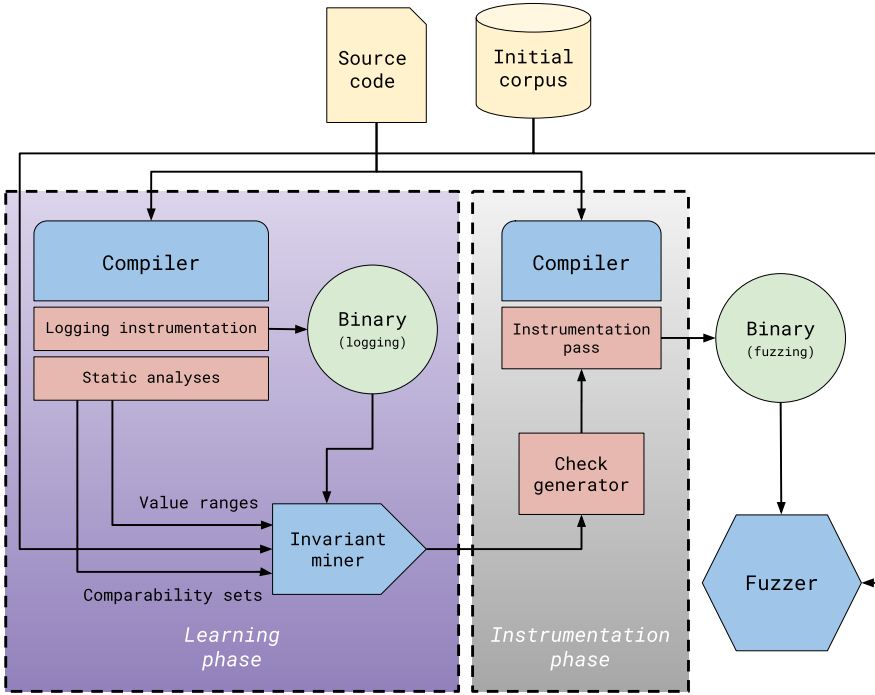 Source
code
Initial
corpus
Compiler
Logging instrumentation
Static analyses
Binary
(logging)
Value ranges
Invariant
miner
Comparability sets
Learning
phase
Compiler
Instrumentation
pass
Check
generator
Instrumentation
phase
Binary
(fuzzing)
Fuzzer